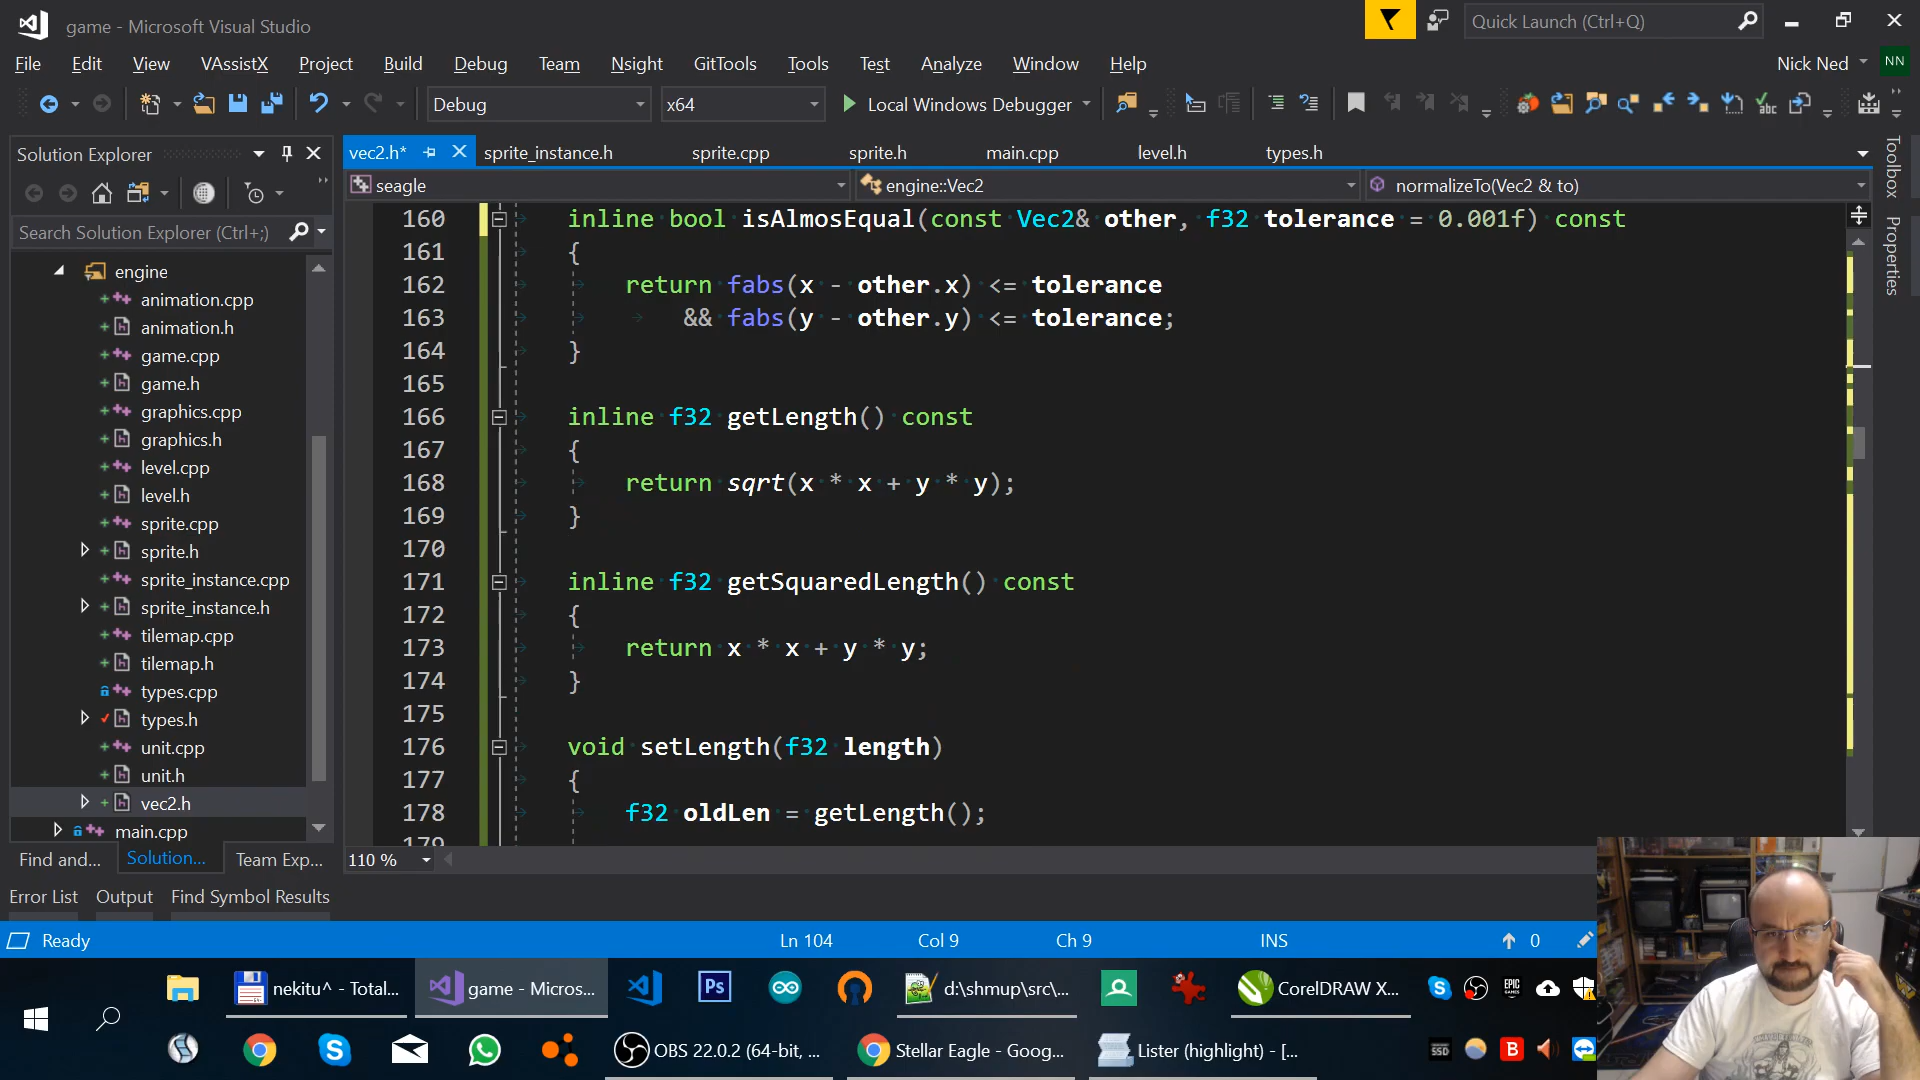 game - Microsoft Visual Studio
Quick Launch (Ctrl+Q)
File Edit View VAssistX Project Build Debug Team Nsight GitTools Tools Test Analyze Window Help
Nick Ned NN
Debug x64 Local Windows Debugger
Solution Explorer
vec2.h* sprite_instance.h sprite.cpp sprite.h main.cpp level.h types.h
seagle engine::Vec2 normalizeTo(Vec2 & to)
Search Solution Explorer (Ctrl+;)
engine
animation.cpp
animation.h
game.cpp
game.h
graphics.cpp
graphics.h
level.cpp
level.h
sprite.cpp
sprite.h
sprite_instance.cpp
sprite_instance.h
tilemap.cpp
tilemap.h
types.cpp
types.h
unit.cpp
unit.h
vec2.h
main.cpp
160 inline bool isAlmosEqual(const Vec2& other, f32 tolerance = 0.001f) const
161 {
162 return fabs(x - other.x) <= tolerance
163 && fabs(y - other.y) <= tolerance;
164 }
165
166 inline f32 getLength() const
167 {
168 return sqrt(x * x + y * y);
169 }
170
171 inline f32 getSquaredLength() const
172 {
173 return x * x + y * y;
174 }
175
176 void setLength(f32 length)
177 {
178 f32 oldLen = getLength();
179
Toolbox
Properties
Find and... Solution... Team Exp...
110 %
Error List Output Find Symbol Results
Ready Ln 104 Col 9 Ch 9 INS 0
nekitu^ - Total... game - Micros... Ps d:\shmup\src\... CorelDRAW X... EPIC GAMES
OBS 22.0.2 (64-bit, ... Stellar Eagle - Goog... Lister (highlight) - [... SSD B